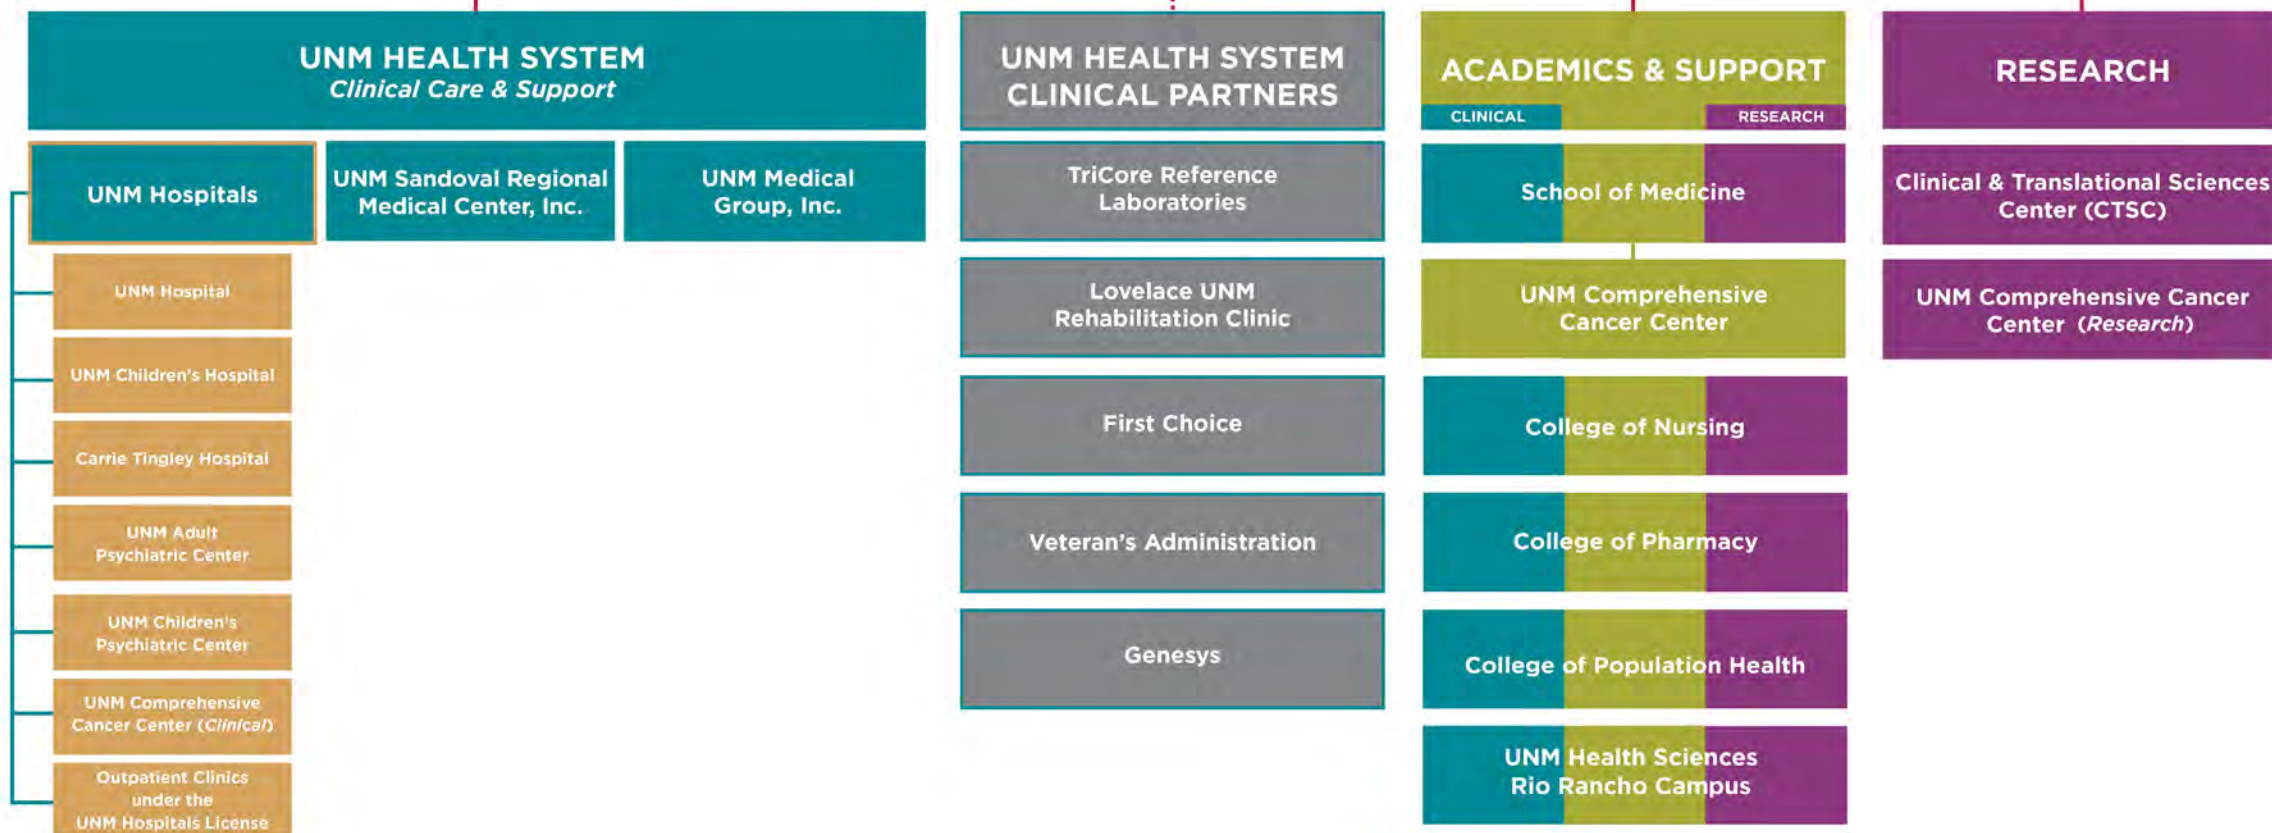 UNM HEALTH SYSTEM
Clinical Care & Support
UNM Hospitals
UNM Sandoval Regional
Medical Center, Inc.
UNM Medical
Group, Inc.
UNM Hospital
UNM Children's Hospital
Carrie Tingley Hospital
UNM Adult
Psychiatric Center
UNM Children's
Psychiatric Center
UNM Comprehensive
Cancer Center (Clinical)
Outpatient Clinics
under the
UNM Hospitals License
UNM HEALTH SYSTEM
CLINICAL PARTNERS
TriCore Reference
Laboratories
Lovelace UNM
Rehabilitation Clinic
First Choice
Veteran's Administration
Genesys
ACADEMICS & SUPPORT
CLINICAL
RESEARCH
School of Medicine
UNM Comprehensive
Cancer Center
College of Nursing
College of Pharmacy
College of Population Health
UNM Health Sciences
Rio Rancho Campus
RESEARCH
Clinical & Translational Sciences
Center (CTSC)
UNM Comprehensive Cancer
Center (Research)